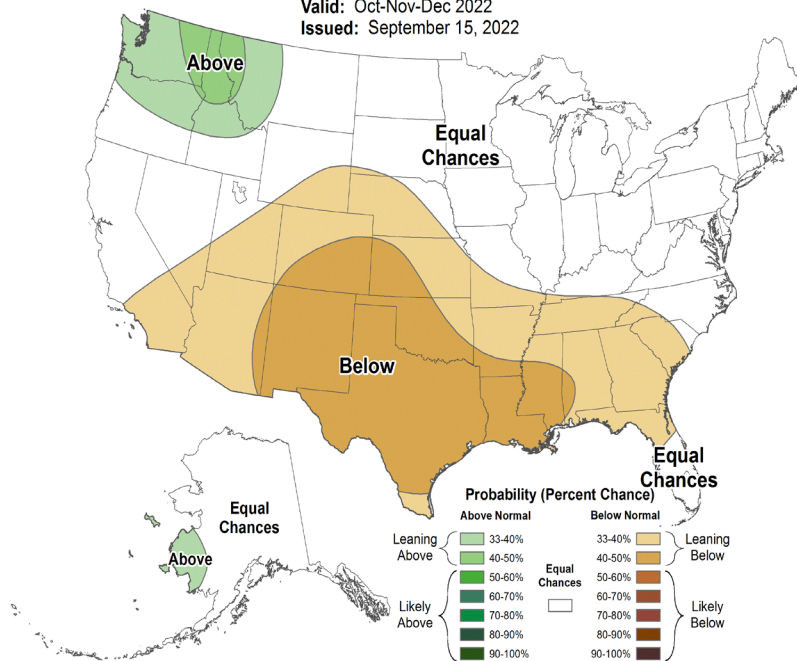 Valid: Oct-Nov-Dec 2022
Issued: September 15, 2022
Above
Equal
Chances
Below
Equal
Chances
Equal
Chances
Above
Probability (Percent Chance)
Above Normal
Below Normal
Leaning
Above
33-40%
40-50%
Likely
Above
50-60%
60-70%
70-80%
80-90%
90-100%
Equal
Chances
33-40%
40-50%
Leaning
Below
50-60%
60-70%
70-80%
80-90%
90-100%
Likely
Below